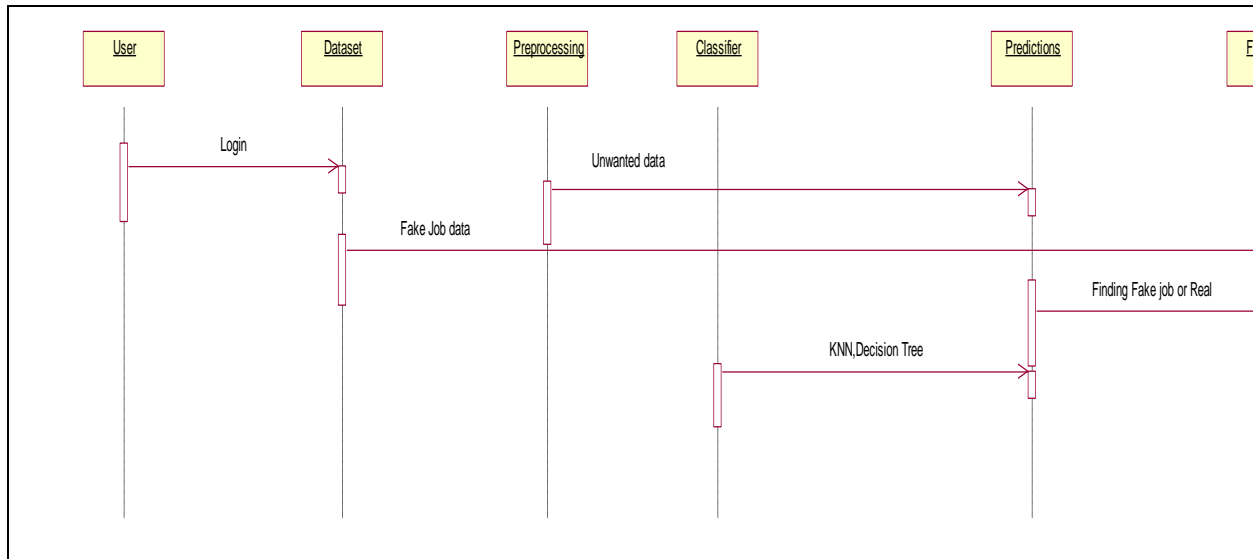 User
Dataset
Preprocessing
Classifier
Predictions
F
Login
Unwanted data
Fake Job data
Finding Fake job or Real
KNN,Decision Tree